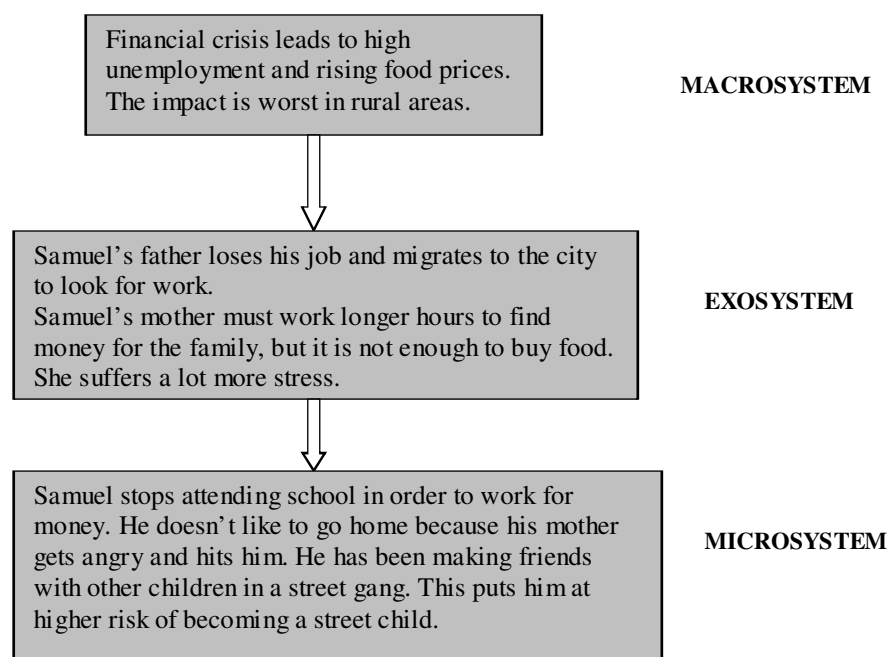 Financial crisis leads to high
unemployment and rising food prices.
The impact is worst in rural areas.
MACROSYSTEM
Samuel’s father loses his job and migrates to the city
to look for work.
Samuel’s mother must work longer hours to find
money for the family, but it is not enough to buy food.
She suffers a lot more stress.
EXOSYSTEM
Samuel stops attending school in order to work for
money. He doesn’t like to go home because his mother
gets angry and hits him. He has been making friends
with other children in a street gang. This puts him at
higher risk of becoming a street child.
MICROSYSTEM